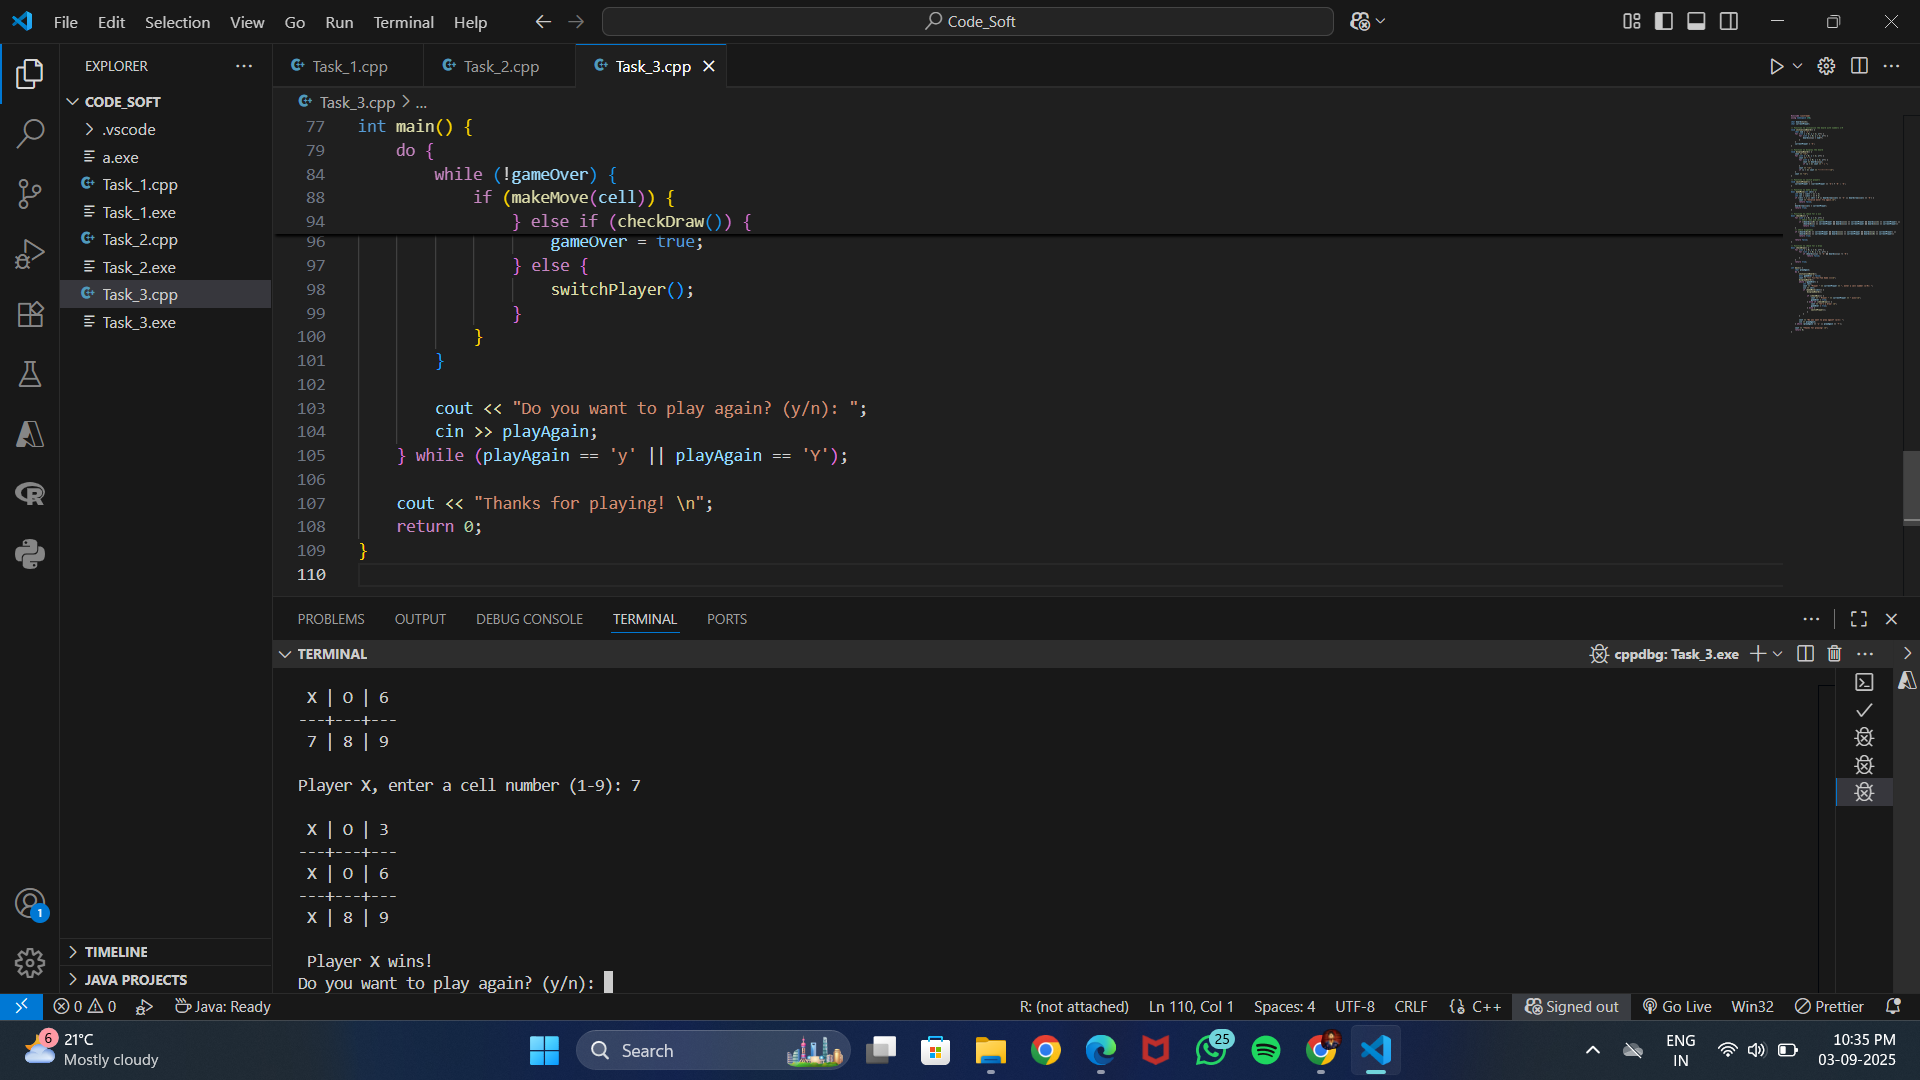 File Edit Selection View Go Run Terminal Help
Code_Soft
EXPLORER
CODE_SOFT
.vscode
a.exe
Task_1.cpp
Task_1.exe
Task_2.cpp
Task_2.exe
Task_3.cpp
Task_3.exe
TIMELINE
JAVA PROJECTS
Task_1.cpp Task_2.cpp Task_3.cpp
Task_3.cpp > ...
77 int main() {
79 do {
84 while (!gameOver) {
88 if (makeMove(cell)) {
94 } else if (checkDraw()) {
96 gameOver = true;
97 } else {
98 switchPlayer();
99 }
100 }
101 }
102
103 cout << "Do you want to play again? (y/n): ";
104 cin >> playAgain;
105 } while (playAgain == 'y' || playAgain == 'Y');
106
107 cout << "Thanks for playing! \n";
108 return 0;
109 }
110
PROBLEMS OUTPUT DEBUG CONSOLE TERMINAL PORTS
TERMINAL
cppdbg: Task_3.exe
X | O | 6
---+---+---
7 | 8 | 9
Player X, enter a cell number (1-9): 7
X | O | 3
---+---+---
X | O | 6
---+---+---
X | 8 | 9
Player X wins!
Do you want to play again? (y/n):
1
0 0 Java: Ready
R: (not attached) Ln 110, Col 1 Spaces: 4 UTF-8 CRLF C++ Signed out Go Live Win32 Prettier
6
21°C
Mostly cloudy
Search
25
ENG
IN
10:35 PM
03-09-2025